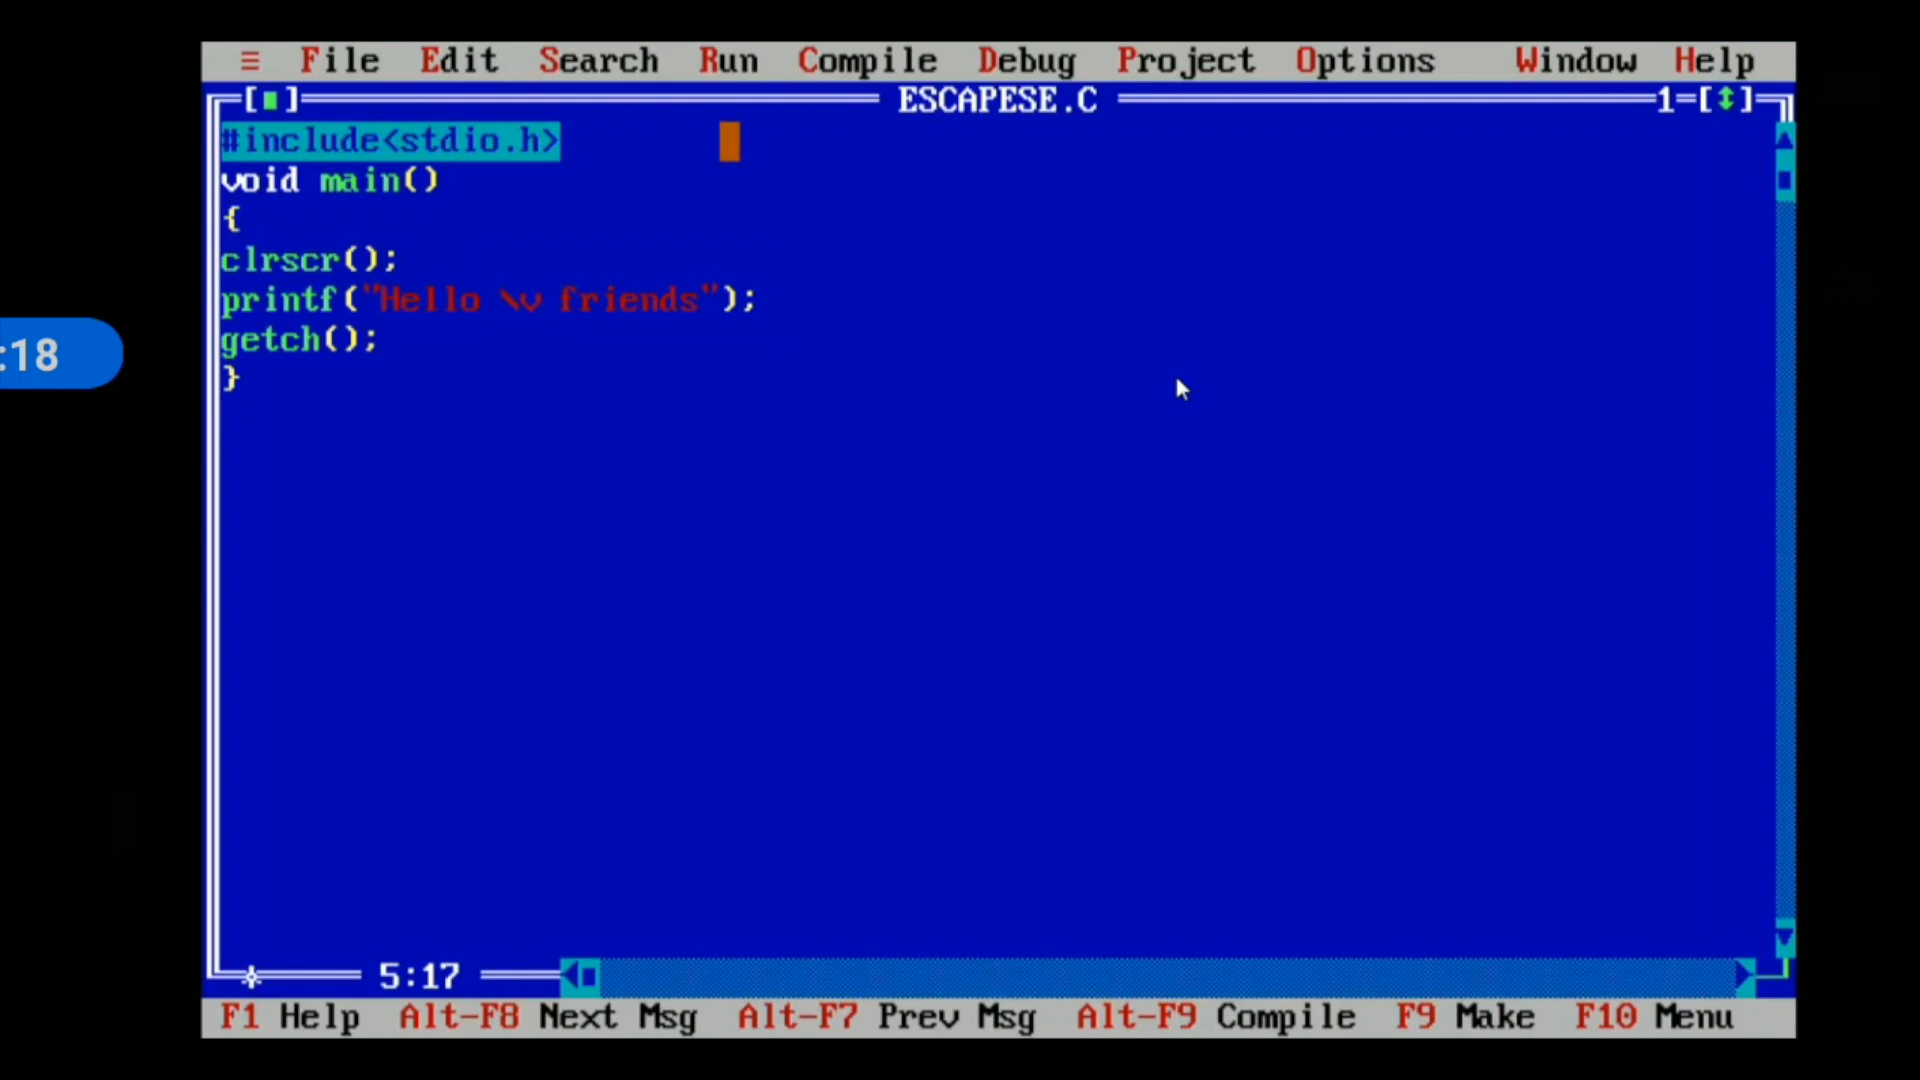 ≡ File Edit Search Run Compile Debug Project Options Window Help
[■] ESCAPESE.C 1=[↕]
#include<stdio.h>
void main()
{
clrscr();
printf("Hello \v friends");
getch();
}
:18
5:17
F1 Help Alt-F8 Next Msg Alt-F7 Prev Msg Alt-F9 Compile F9 Make F10 Menu